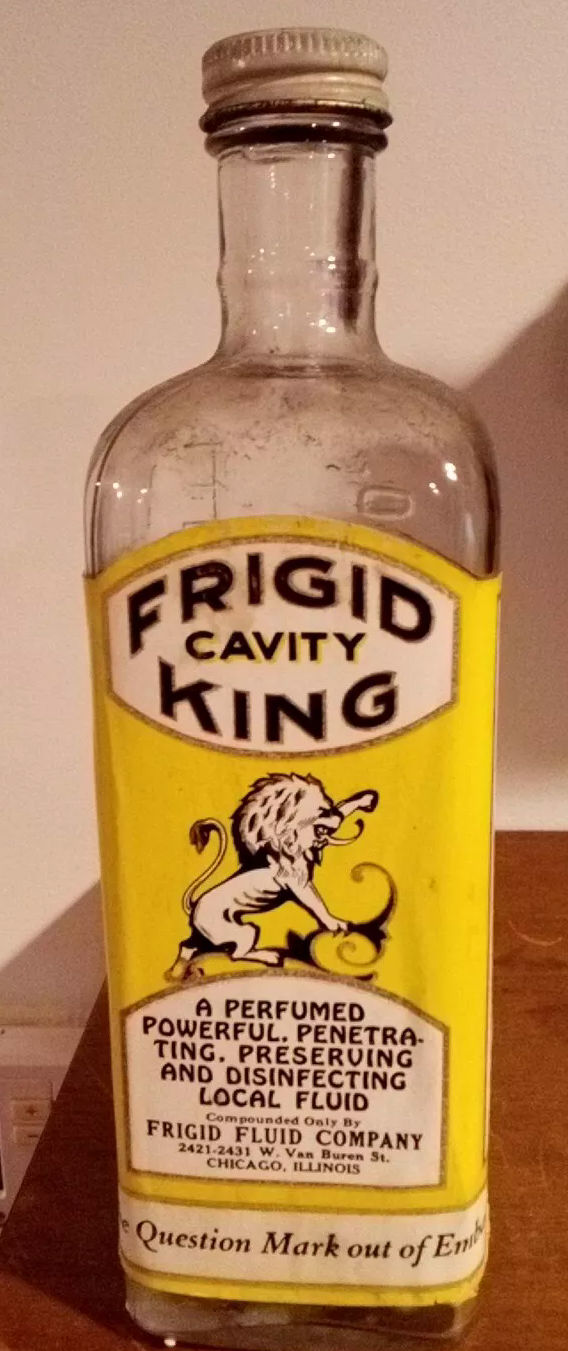 FRIGID
CAVITY
KING
A PERFUMED
POWERFUL, PENETRA-
TING, PRESERVING
AND DISINFECTING
LOCAL FLUID
Compounded Only By
FRIGID FLUID COMPANY
2421-2431 W. Van Buren St.
CHICAGO, ILLINOIS
Question Mark out of